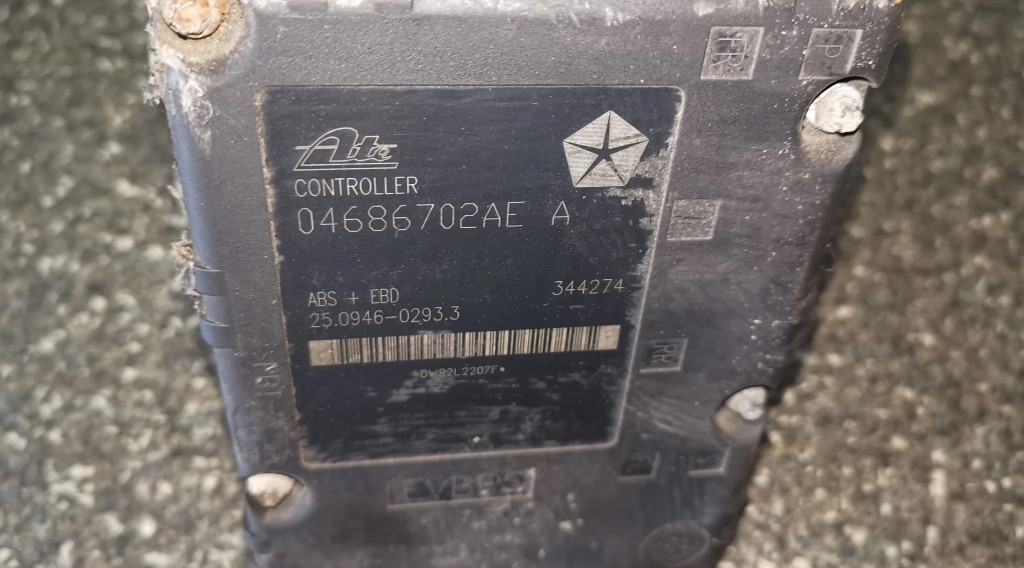 Ate
CONTROLLER
04686702AE A
ABS + EBD 344274
25.0946-0293.3